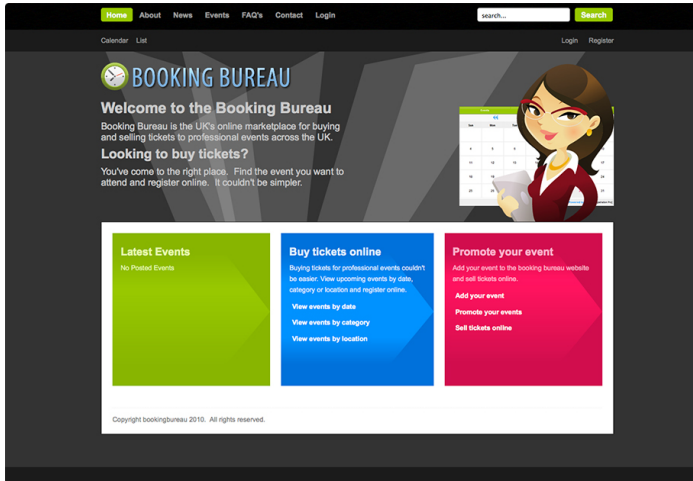 Home About News Events FAQ's Contact Login
search...
Search
Calendar List
Login Register
BOOKING BUREAU
Welcome to the Booking Bureau
Booking Bureau is the UK's online marketplace for buying
and selling tickets to professional events across the UK.
Looking to buy tickets?
You've come to the right place. Find the event you want to
attend and register online. It couldn't be simpler.
Latest Events
No Posted Events
Buy tickets online
Buying tickets for professional events couldn't
be easier. View upcoming events by date,
category or location and register online.
View events by date
View events by category
View events by location
Promote your event
Add your event to the booking bureau website
and sell tickets online.
Add your event
Promote your events
Sell tickets online
Copyright bookingbureau 2010. All rights reserved.